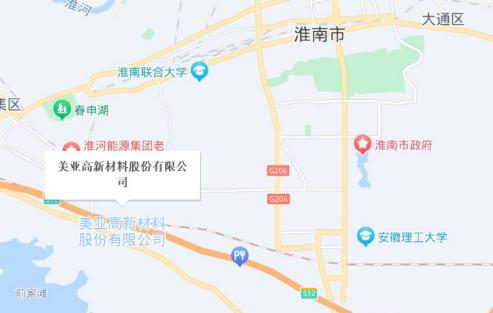 淮河
大通区
淮南市
淮南联合大学
集区
春申湖
淮河能源集团老
淮南市政府
美亚高新材料股份有限公
司
G206
G206
美亚高新材料
股份有限公司
安徽理工大学
前家滩
S12